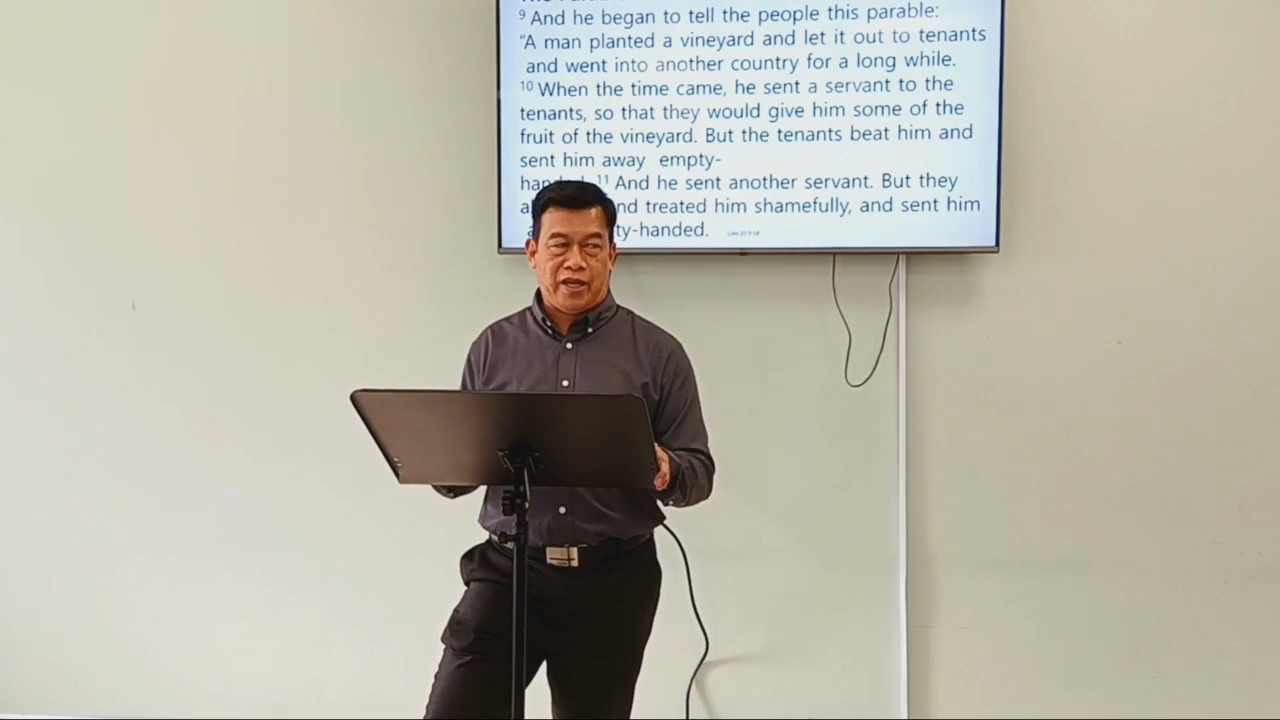 9 And he began to tell the people this parable:
“A man planted a vineyard and let it out to tenants
and went into another country for a long while.
10 When the time came, he sent a servant to the
tenants, so that they would give him some of the
fruit of the vineyard. But the tenants beat him and
sent him away empty-
11 And he sent another servant. But they
treated him shamefully, and sent him
ty-handed.